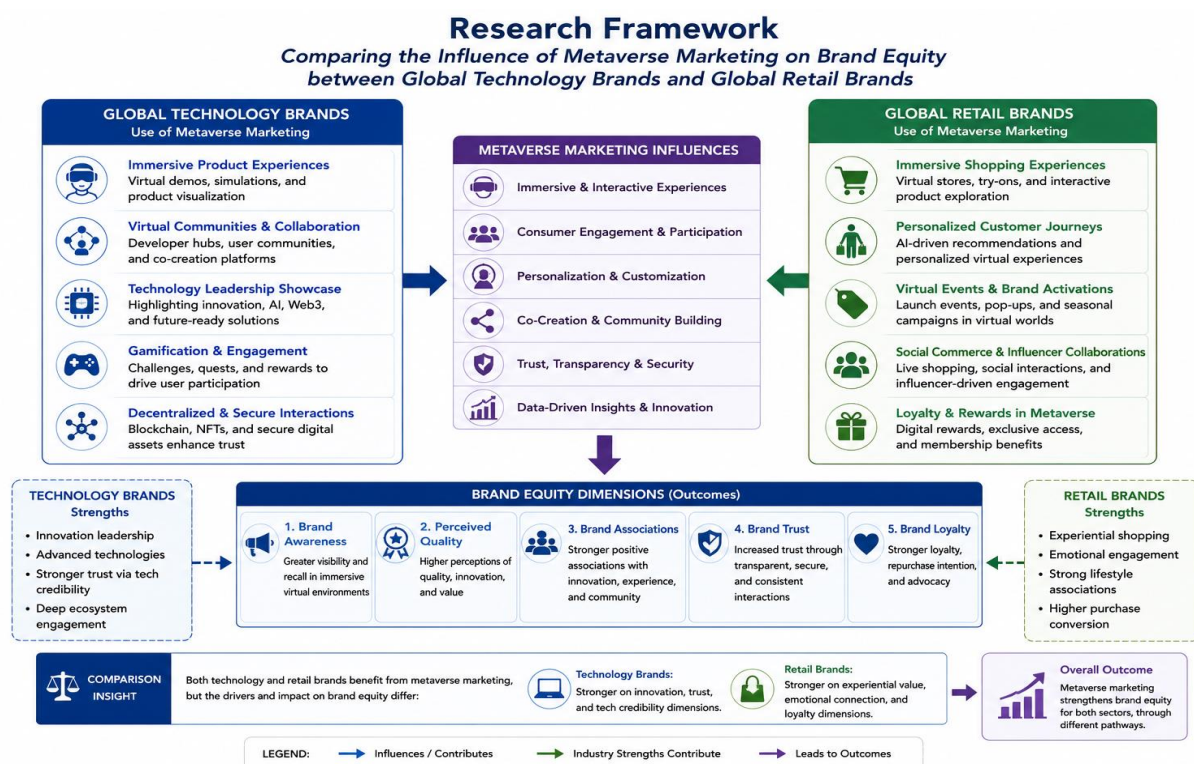 Research Framework
Comparing the Influence of Metaverse Marketing on Brand Equity
between Global Technology Brands and Global Retail Brands
GLOBAL TECHNOLOGY BRANDS
Use of Metaverse Marketing
Immersive Product Experiences
Virtual demos, simulations, and
product visualization
Virtual Communities & Collaboration
Developer hubs, user communities,
and co-creation platforms
Technology Leadership Showcase
Highlighting innovation, AI, Web3,
and future-ready solutions
Gamification & Engagement
Challenges, quests, and rewards to
drive user participation
Decentralized & Secure Interactions
Blockchain, NFTs, and secure digital
assets enhance trust
METAVERSE MARKETING INFLUENCES
Immersive & Interactive Experiences
Consumer Engagement & Participation
Personalization & Customization
Co-Creation & Community Building
Trust, Transparency & Security
Data-Driven Insights & Innovation
GLOBAL RETAIL BRANDS
Use of Metaverse Marketing
Immersive Shopping Experiences
Virtual stores, try-ons, and interactive
product exploration
Personalized Customer Journeys
AI-driven recommendations and
personalized virtual experiences
Virtual Events & Brand Activations
Launch events, pop-ups, and seasonal
campaigns in virtual worlds
Social Commerce & Influencer Collaborations
Live shopping, social interactions, and
influencer-driven engagement
Loyalty & Rewards in Metaverse
Digital rewards, exclusive access,
and membership benefits
TECHNOLOGY BRANDS
Strengths
• Innovation leadership
• Advanced technologies
• Stronger trust via tech
credibility
• Deep ecosystem
engagement
BRAND EQUITY DIMENSIONS (Outcomes)
1. Brand
Awareness
Greater visibility and
recall in immersive
virtual environments
2. Perceived
Quality
Higher perceptions of
quality, innovation,
and value
3. Brand Associations
Stronger positive
associations with
innovation, experience,
and community
4. Brand Trust
Increased trust through
transparent, secure,
and consistent
interactions
5. Brand Loyalty
Stronger loyalty,
repurchase intention,
and advocacy
RETAIL BRANDS
Strengths
• Experiential shopping
• Emotional engagement
• Strong lifestyle
associations
• Higher purchase
conversion
COMPARISON
INSIGHT
Both technology and retail brands benefit from metaverse marketing,
but the drivers and impact on brand equity differ:
Technology Brands:
Stronger on innovation, trust,
and tech credibility dimensions.
Retail Brands:
Stronger on experiential value,
emotional connection, and
loyalty dimensions.
Overall Outcome
Metaverse marketing
strengthens brand equity
for both sectors, through
different pathways.
LEGEND:
Influences / Contributes
Industry Strengths Contribute
Leads to Outcomes